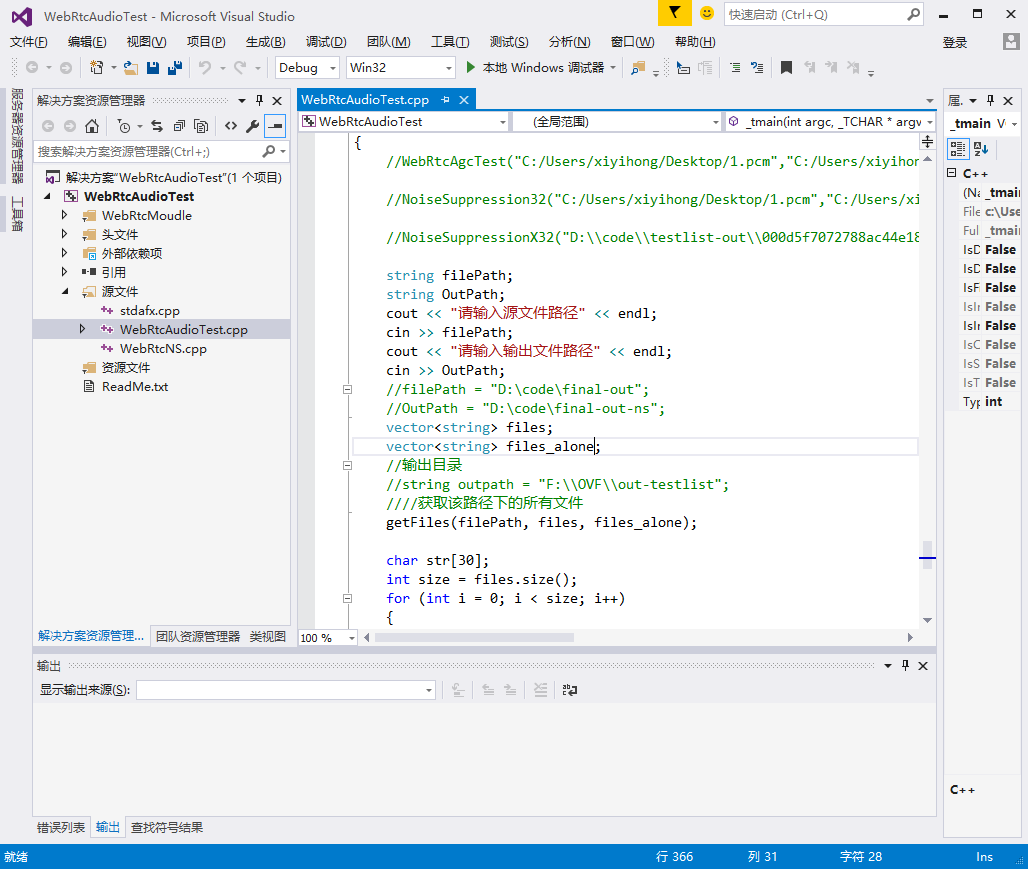 WebRtcAudioTest - Microsoft Visual Studio
快速启动 (Ctrl+Q)
文件(F) 编辑(E) 视图(V) 项目(P) 生成(B) 调试(D) 团队(M) 工具(T) 测试(S) 分析(N) 窗口(W) 帮助(H) 登录
Debug Win32 本地 Windows 调试器
服务器资源管理器
工具箱
解决方案资源管理器
搜索解决方案资源管理器(Ctrl+;)
解决方案"WebRtcAudioTest"(1 个项目)
WebRtcAudioTest
WebRtcMoudle
头文件
外部依赖项
引用
源文件
stdafx.cpp
WebRtcAudioTest.cpp
WebRtcNS.cpp
资源文件
ReadMe.txt
解决方案资源管理... 团队资源管理器 类视图
WebRtcAudioTest.cpp
WebRtcAudioTest (全局范围) _tmain(int argc, _TCHAR * argv
{
//WebRtcAgcTest("C:/Users/xiyihong/Desktop/1.pcm","C:/Users/xiyihon
//NoiseSuppression32("C:/Users/xiyihong/Desktop/1.pcm","C:/Users/xi
//NoiseSuppressionX32("D:\\code\\testlist-out\\000d5f7072788ac44e18
string filePath;
string OutPath;
cout << "请输入源文件路径" << endl;
cin >> filePath;
cout << "请输入输出文件路径" << endl;
cin >> OutPath;
//filePath = "D:\code\final-out";
//OutPath = "D:\code\final-out-ns";
vector<string> files;
vector<string> files_alone;
//输出目录
//string outpath = "F:\\OVF\\out-testlist";
////获取该路径下的所有文件
getFiles(filePath, files, files_alone);
char str[30];
int size = files.size();
for (int i = 0; i < size; i++)
{
100 %
属.
_tmain V
C++
(Na _tmai
File c:\Use
Ful _tmain
IsD False
IsD False
IsF False
IsIr False
IsIr False
IsC False
IsS False
IsT False
Typ int
C++
输出
显示输出来源(S):
错误列表 输出 查找符号结果
就绪 行 366 列 31 字符 28 Ins